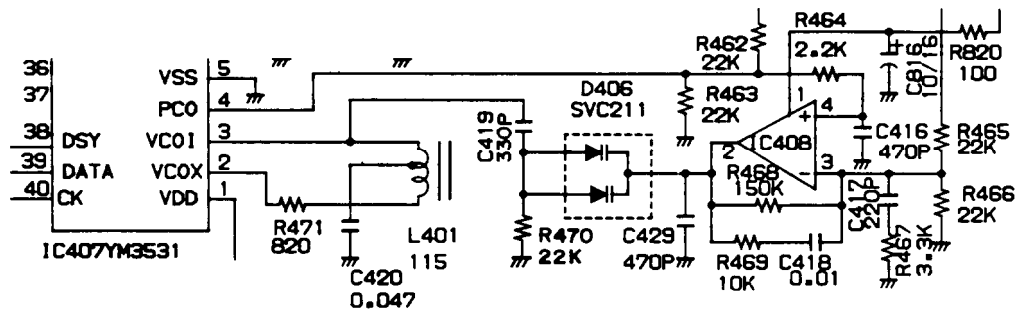 36
37
38
39
40
DSY
DATA
CK
VSS
PCO
VCOI
VCOX
VDD
5
4
3
2
1
IC407YM3531
R471
820
C420
0.047
L401
115
C419
330P
D406
SVC211
R470
22K
C429
470P
R462
22K
R463
22K
R464
2.2K
1
4
+
2
IC408
3
-
R468
150K
R469
10K
C418
0.01
C416
470P
C417
220P
R467
3.3K
+
C816
10/16
R820
100
R465
22K
R466
22K